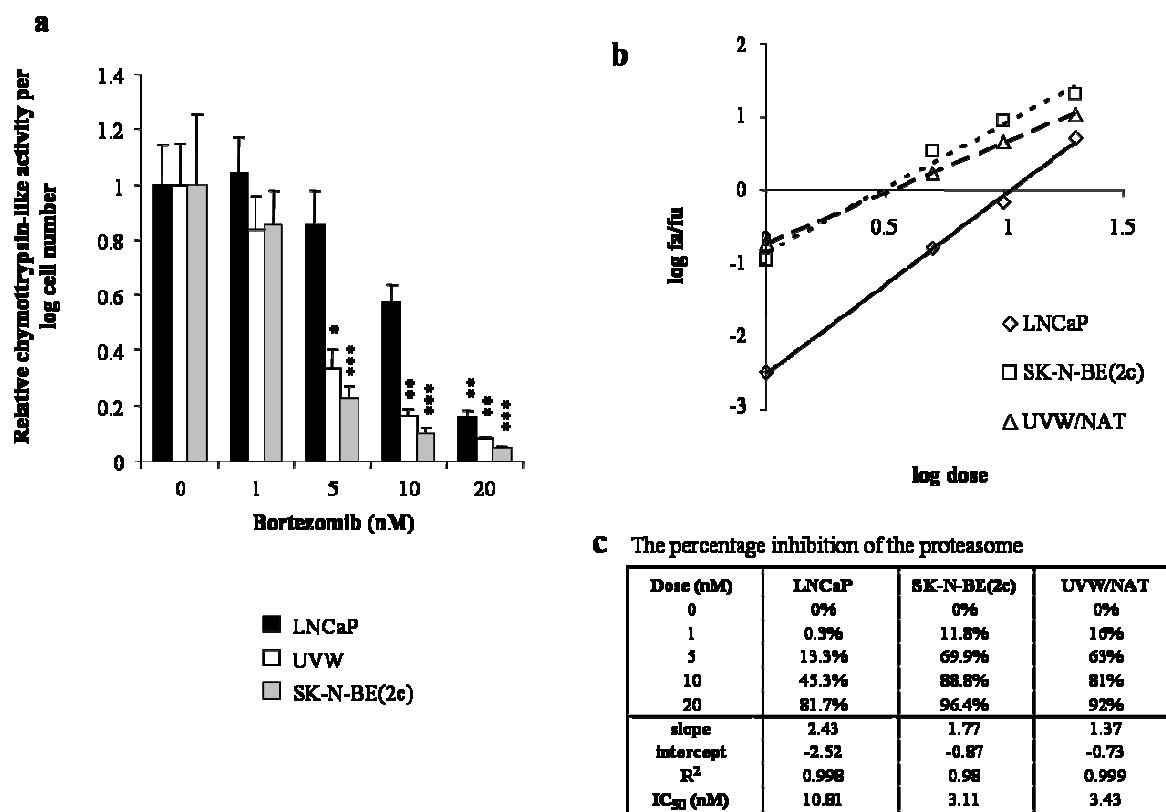 a
Relative chymottrypsin-like activity per
log cell number
1.4
1.2
1
0.8
0.6
0.4
0.2
0
* ***
** ***
** ** ***
0 1 5 10 20
Bortezomib (nM)
LNCaP
UVW
SK-N-BE(2c)
b
log fa/fu
2
1
0
-1
-2
-3
0.5 1 1.5
LNCaP
SK-N-BE(2c)
UVW/NAT
log dose
c The percentage inhibition of the proteasome
Dose (nM) LNCaP SK-N-BE(2c) UVW/NAT
0 0% 0% 0%
1 0.3% 11.8% 16%
5 13.3% 69.9% 63%
10 45.3% 88.8% 81%
20 81.7% 96.4% 92%
slope 2.43 1.77 1.37
intercept -2.52 -0.87 -0.73
R² 0.998 0.98 0.999
IC₅₀ (nM) 10.81 3.11 3.43